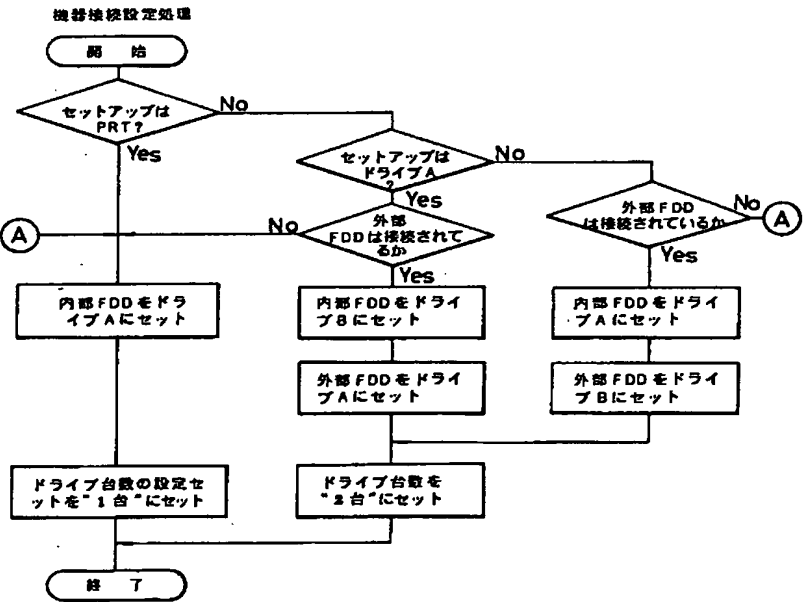 機器接続設定処理
開 始
セットアップは
PRT?
No
Yes
セットアップは
ドライブA
?
No
Yes
外部FDD
は接続されているか
No
A
Yes
A
No
外部
FDDは接続されて
るか
Yes
内部FDDをドラ
イブAにセット
内部FDDをドライ
ブBにセット
内部FDDをドライ
ブAにセット
外部FDDをドライ
ブAにセット
外部FDDをドライ
ブBにセット
ドライブ台数の設定セ
ットを"1台"にセット
ドライブ台数を
"2台"にセット
終 了